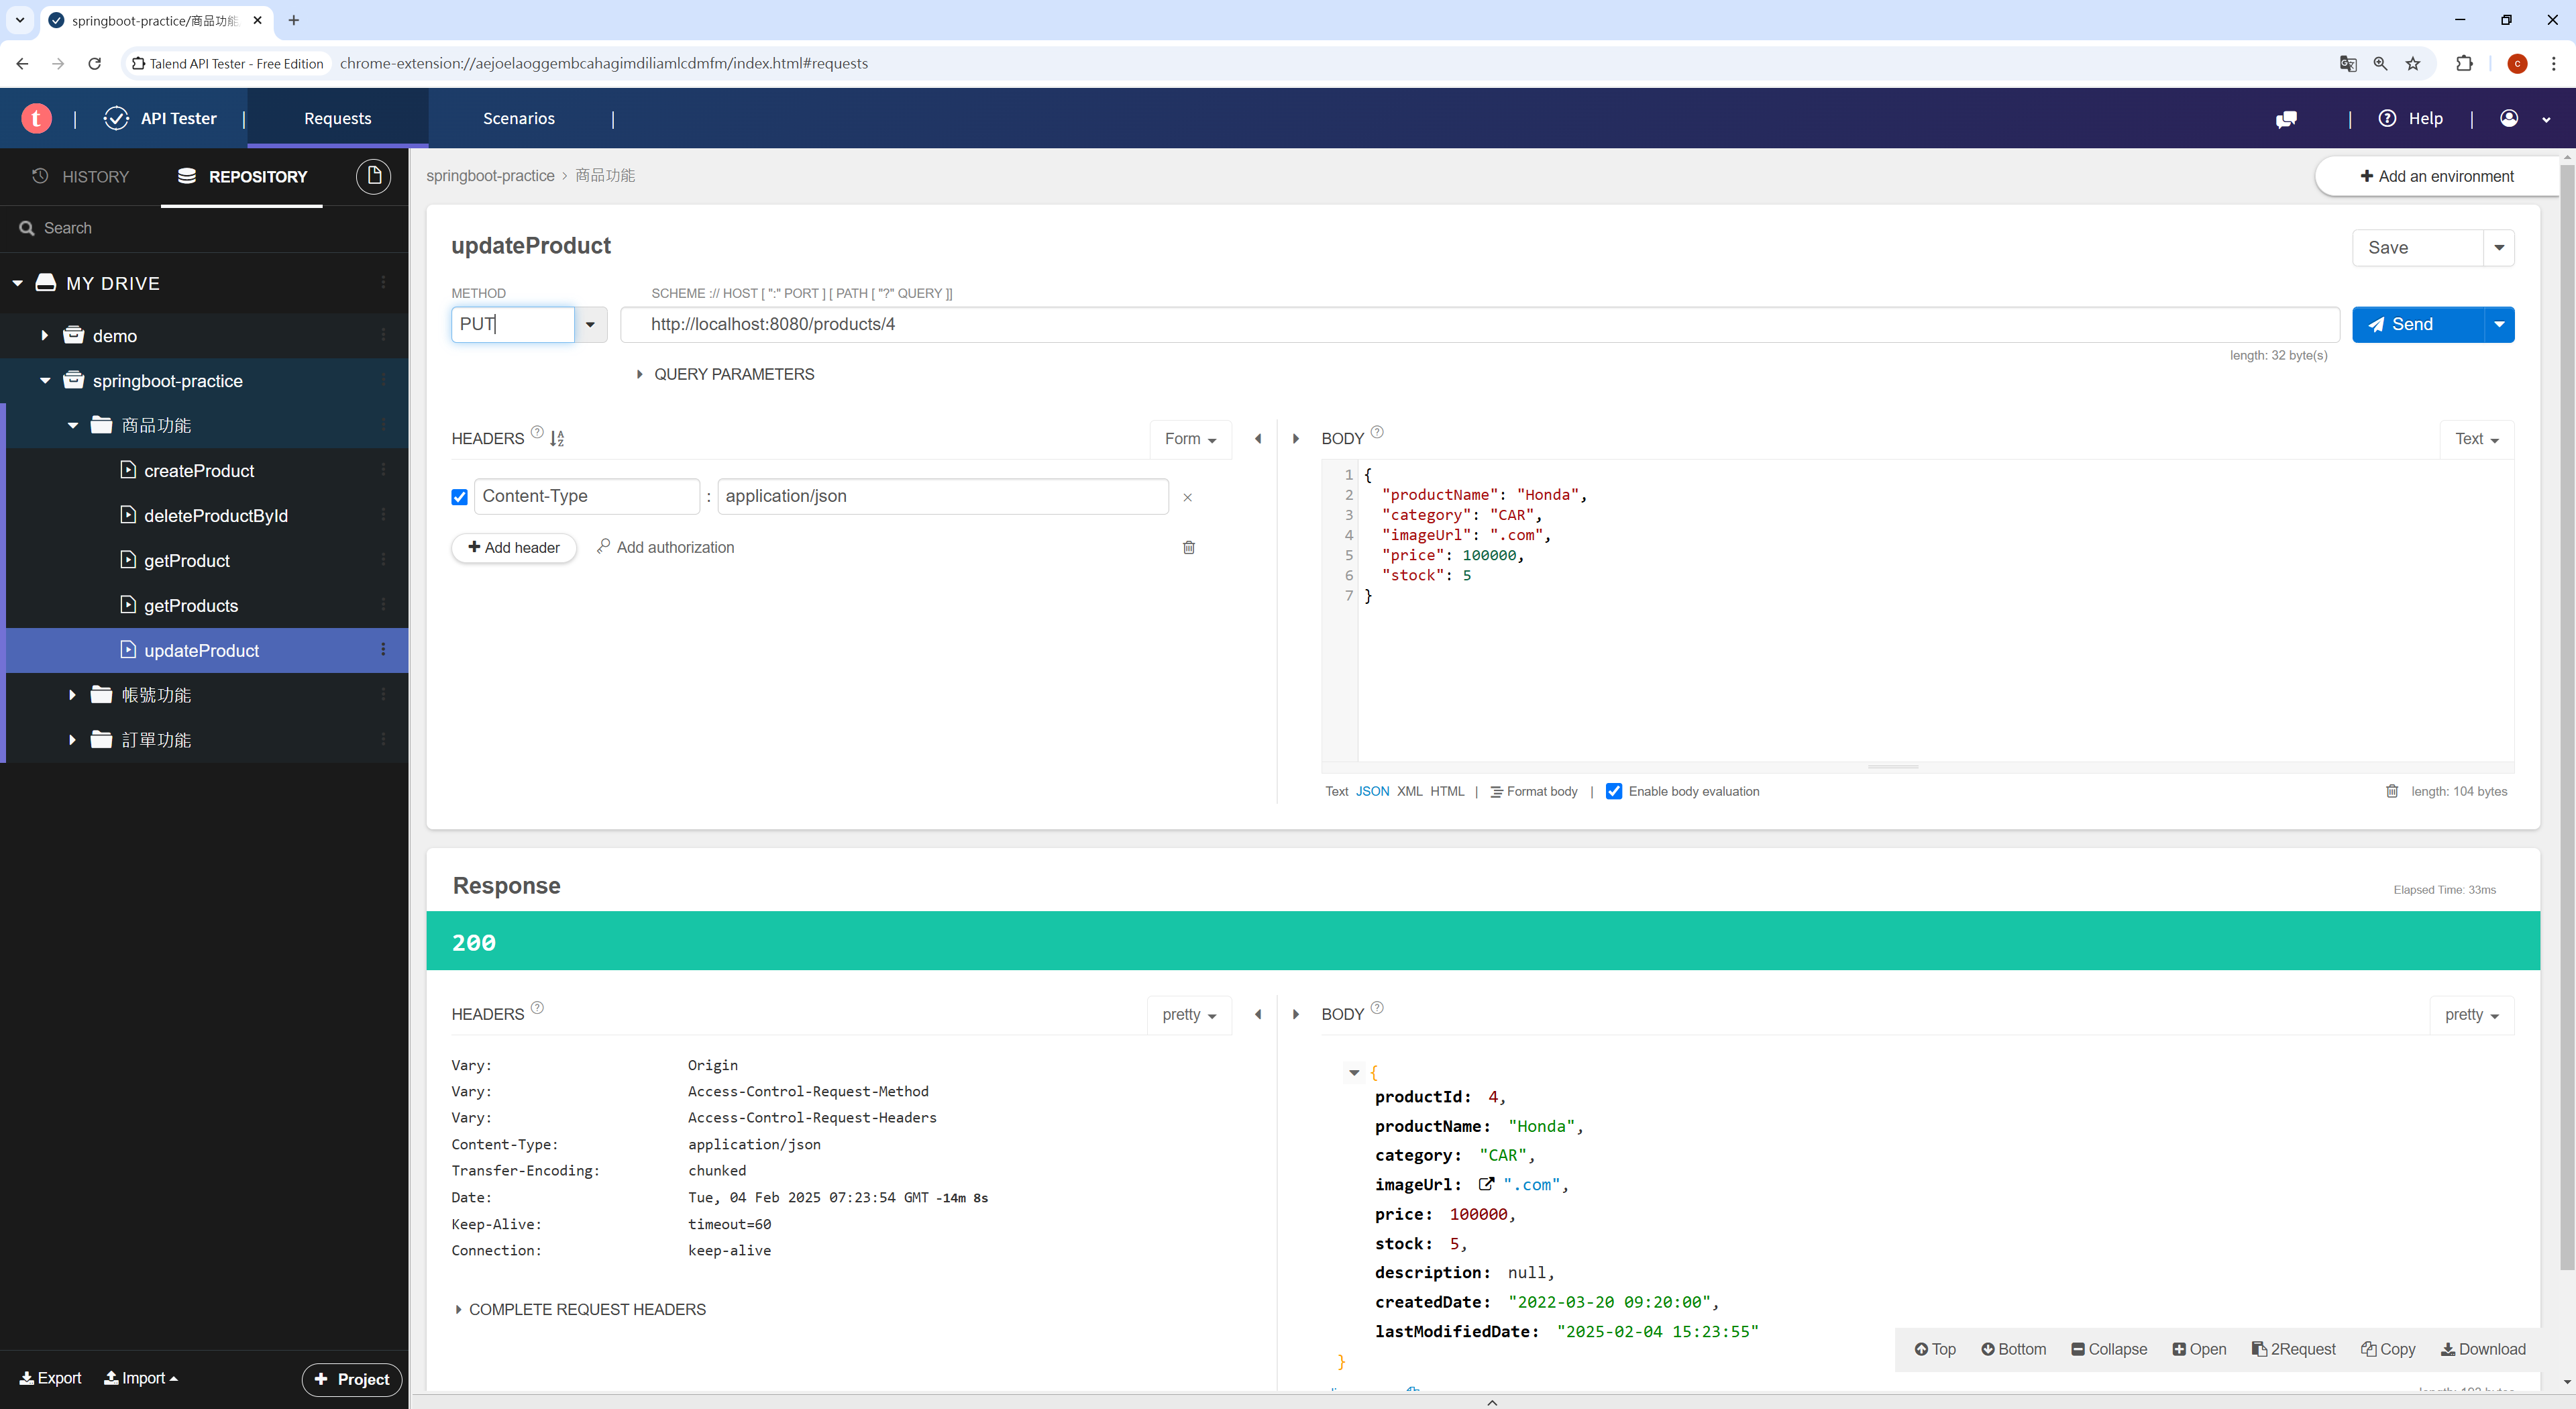 springboot-practice/商品功能
Talend API Tester - Free Edition
chrome-extension://aejoelaoggembcahagimdiliamlcdmfm/index.html#requests
t
API Tester
Requests
Scenarios
Help
HISTORY
REPOSITORY
Search
MY DRIVE
demo
springboot-practice
商品功能
createProduct
deleteProductById
getProduct
getProducts
updateProduct
帳號功能
訂單功能
Export
Import
Project
springboot-practice > 商品功能
Add an environment
updateProduct
Save
METHOD
SCHEME :// HOST [ ":" PORT ] [ PATH [ "?" QUERY ]]
PUT
http://localhost:8080/products/4
Send
length: 32 byte(s)
QUERY PARAMETERS
HEADERS
Form
Content-Type : application/json
Add header
Add authorization
BODY
Text
1 {
2 "productName": "Honda",
3 "category": "CAR",
4 "imageUrl": ".com",
5 "price": 100000,
6 "stock": 5
7 }
Text JSON XML HTML | Format body | Enable body evaluation
length: 104 bytes
Response
Elapsed Time: 33ms
200
HEADERS
pretty
Vary: Origin
Vary: Access-Control-Request-Method
Vary: Access-Control-Request-Headers
Content-Type: application/json
Transfer-Encoding: chunked
Date: Tue, 04 Feb 2025 07:23:54 GMT -14m 8s
Keep-Alive: timeout=60
Connection: keep-alive
COMPLETE REQUEST HEADERS
BODY
pretty
{
productId: 4,
productName: "Honda",
category: "CAR",
imageUrl: ".com",
price: 100000,
stock: 5,
description: null,
createdDate: "2022-03-20 09:20:00",
lastModifiedDate: "2025-02-04 15:23:55"
}
Top
Bottom
Collapse
Open
2Request
Copy
Download